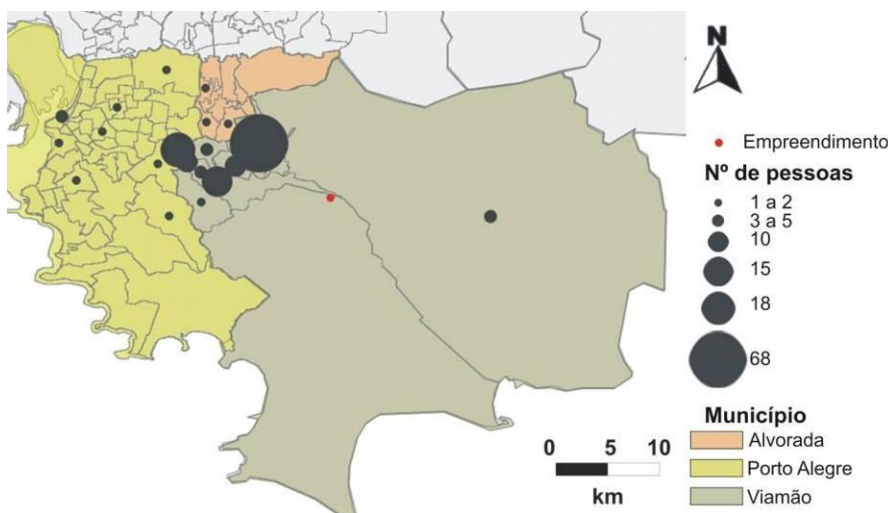 N
Empreendimento
Nº de pessoas
1 a 2
3 a 5
10
15
18
68
Município
Alvorada
Porto Alegre
Viamão
0 5 10
km